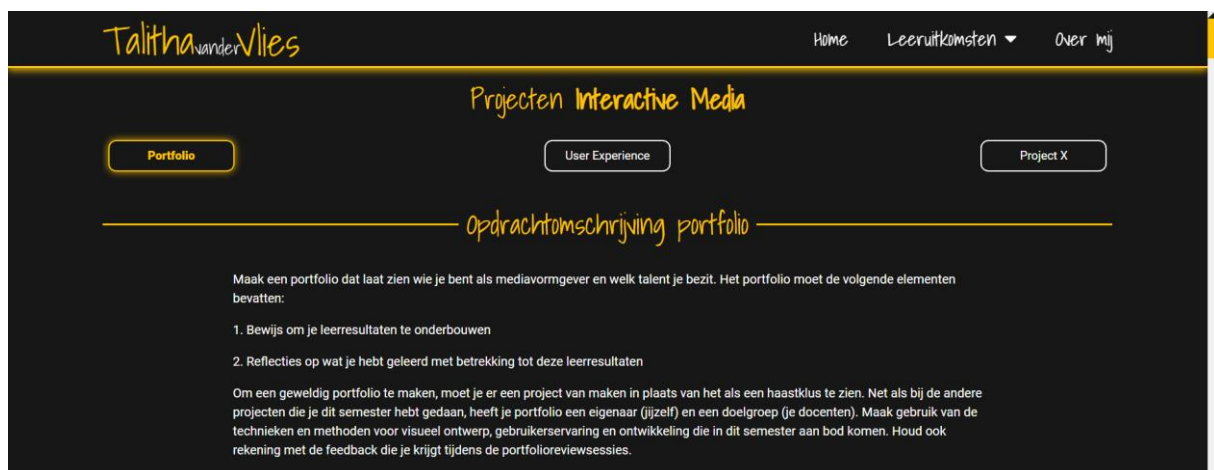 Talitha van der Vlies
Home Leeruitkomsten Over mij
Projecten Interactive Media
Portfolio User Experience Project X
Opdrachtomschrijving portfolio
Maak een portfolio dat laat zien wie je bent als mediavormgever en welk talent je bezit. Het portfolio moet de volgende elementen
bevatten:
1. Bewijs om je leerresultaten te onderbouwen
2. Reflecties op wat je hebt geleerd met betrekking tot deze leerresultaten
Om een geweldig portfolio te maken, moet je er een project van maken in plaats van het als een haastklus te zien. Net als bij de andere
projecten die je dit semester hebt gedaan, heeft je portfolio een eigenaar (jijzelf) en een doelgroep (je docenten). Maak gebruik van de
technieken en methoden voor visueel ontwerp, gebruikerservaring en ontwikkeling die in dit semester aan bod komen. Houd ook
rekening met de feedback die je krijgt tijdens de portfolioreviewsessies.